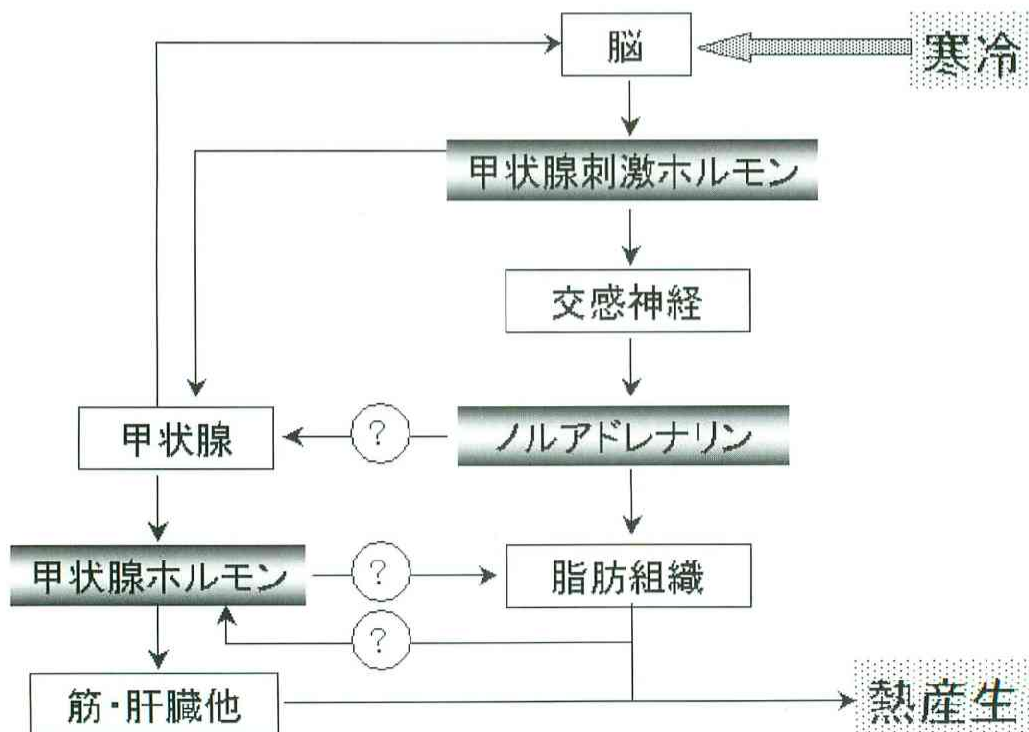 脳
寒冷
甲状腺刺激ホルモン
交感神経
甲状腺
?
ノルアドレナリン
甲状腺ホルモン
?
脂肪組織
?
筋・肝臓他
熱産生